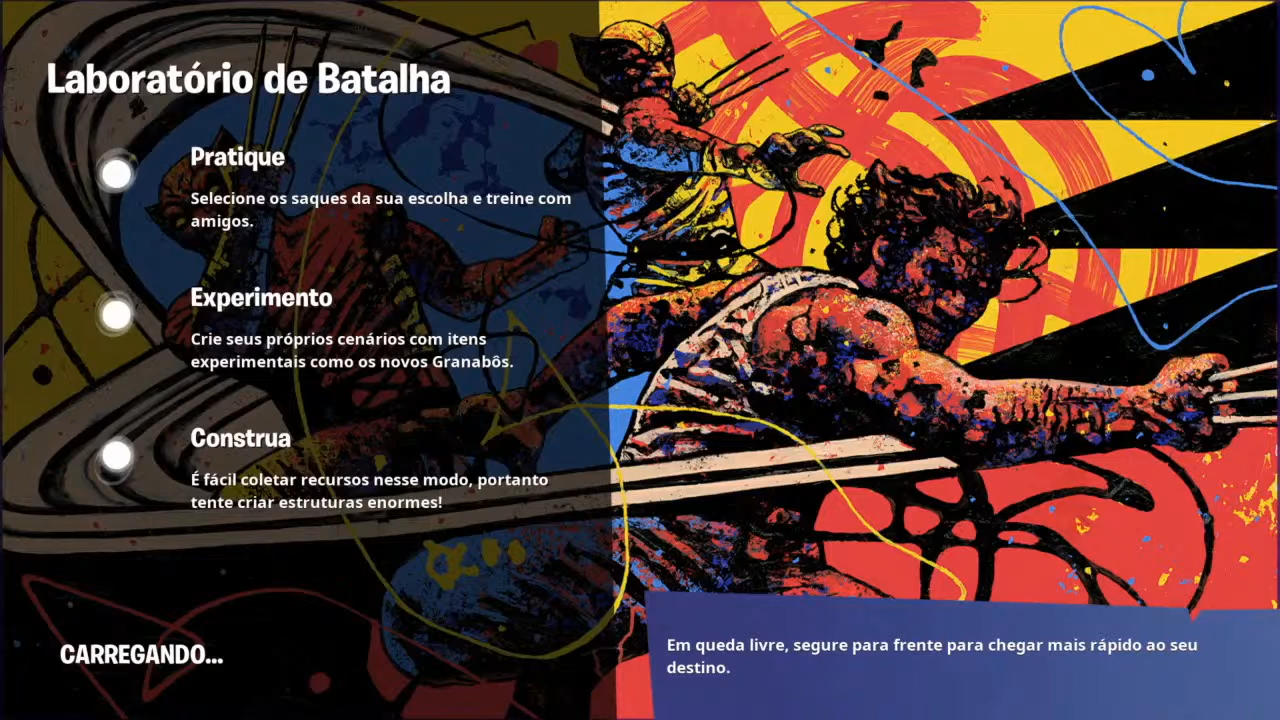 Laboratório de Batalha
Pratique
Selecione os saques da sua escolha e treine com
amigos.
Experimento
Crie seus próprios cenários com itens
experimentais como os novos Granabôs.
Construa
É fácil coletar recursos nesse modo, portanto
tente criar estruturas enormes!
CARREGANDO...
Em queda livre, segure para frente para chegar mais rápido ao seu
destino.